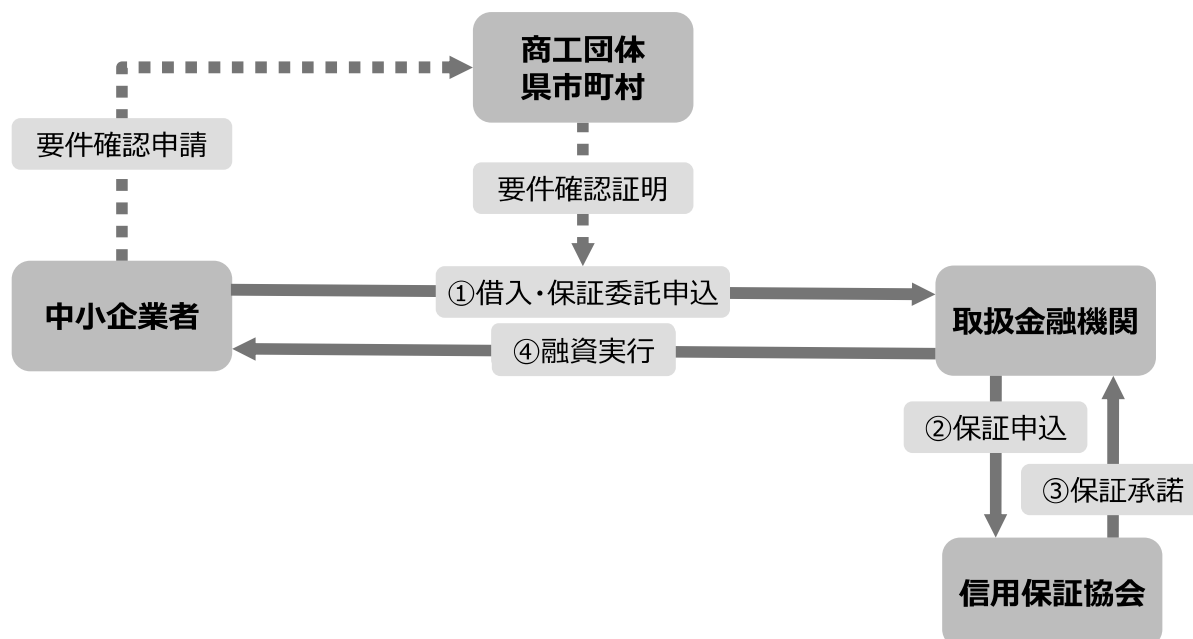 商工団体
県市町村
要件確認申請
要件確認証明
中小企業者
①借入・保証委託申込
取扱金融機関
④融資実行
②保証申込
③保証承諾
信用保証協会